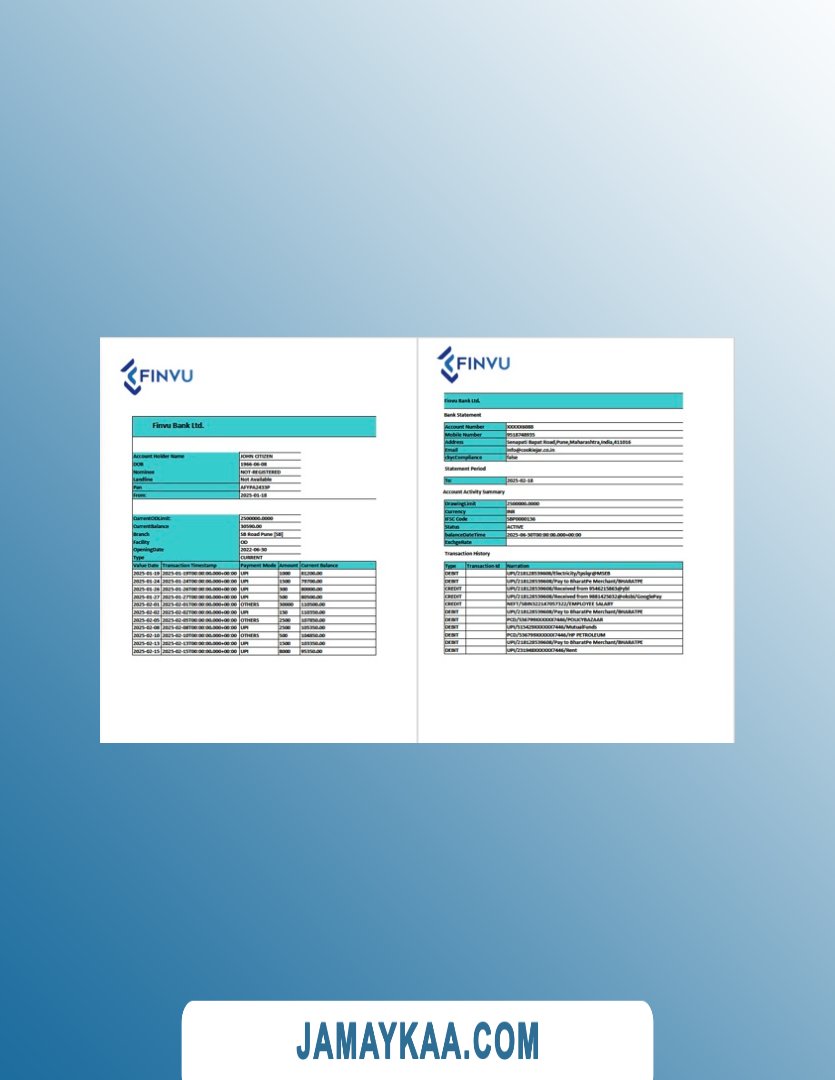 FINVU
Finvu Bank Ltd.
Account Holder Name JOHN CITIZEN
DOB 1966-06-08
Nominee NOT-REGISTERED
Landline Not Available
Pan AFYPA2433P
From: 2025-01-18
CurrentODLimit: 2500000.0000
CurrentBalance 30590.00
Branch SB Road Pune [SB]
Facility OD
OpeningDate 2022-06-30
Type CURRENT
Value Date Transaction Timestamp Payment Mode Amount Current Balance
2025-01-19 2025-01-19T00:00:00.000+00:00 UPI 1000 81200.00
2025-01-24 2025-01-24T00:00:00.000+00:00 UPI 1500 79700.00
2025-01-26 2025-01-26T00:00:00.000+00:00 UPI 300 80000.00
2025-01-27 2025-01-27T00:00:00.000+00:00 UPI 500 80500.00
2025-02-01 2025-02-01T00:00:00.000+00:00 OTHERS 30000 110500.00
2025-02-02 2025-02-02T00:00:00.000+00:00 UPI 150 110350.00
2025-02-05 2025-02-05T00:00:00.000+00:00 OTHERS 2500 107850.00
2025-02-08 2025-02-08T00:00:00.000+00:00 UPI 2500 105350.00
2025-02-10 2025-02-10T00:00:00.000+00:00 OTHERS 500 104850.00
2025-02-13 2025-02-13T00:00:00.000+00:00 UPI 1500 103350.00
2025-02-15 2025-02-15T00:00:00.000+00:00 UPI 8000 95350.00
FINVU
Finvu Bank Ltd.
Bank Statement
Account Number XXXXXX6088
Mobile Number 9518748935
Address Senapati Bapat Road,Pune,Maharashtra,India,411016
Email info@cookiejar.co.in
ckycCompliance false
Statement Period
To: 2025-02-18
Account Activity Summary
DrawingLimit 2500000.0000
Currency INR
IFSC Code SBP0000136
Status ACTIVE
balanceDateTime 2025-06-30T00:00:00.000+00:00
ExchgeRate
Transaction History
Type Transaction Id Narration
DEBIT UPI/218128539608/Electricity/ @MSEB
DEBIT UPI/218128539608/Pay to BharatPe Merchant/BHARATPE
CREDIT UPI/218128539608/Received from 9546215863@ybl
CREDIT UPI/218128539608/Received from 9881425032@oksbi/GooglePay
CREDIT EMPLOYEE SALARY
DEBIT UPI/218128539608/Pay to BharatPe Merchant/BHARATPE
DEBIT POLICYBAZAAR
DEBIT MutualFunds
DEBIT HP PETROLEUM
DEBIT UPI/218128539608/Pay to BharatPe Merchant/BHARATPE
DEBIT Rent
JAMAYKAA.COM